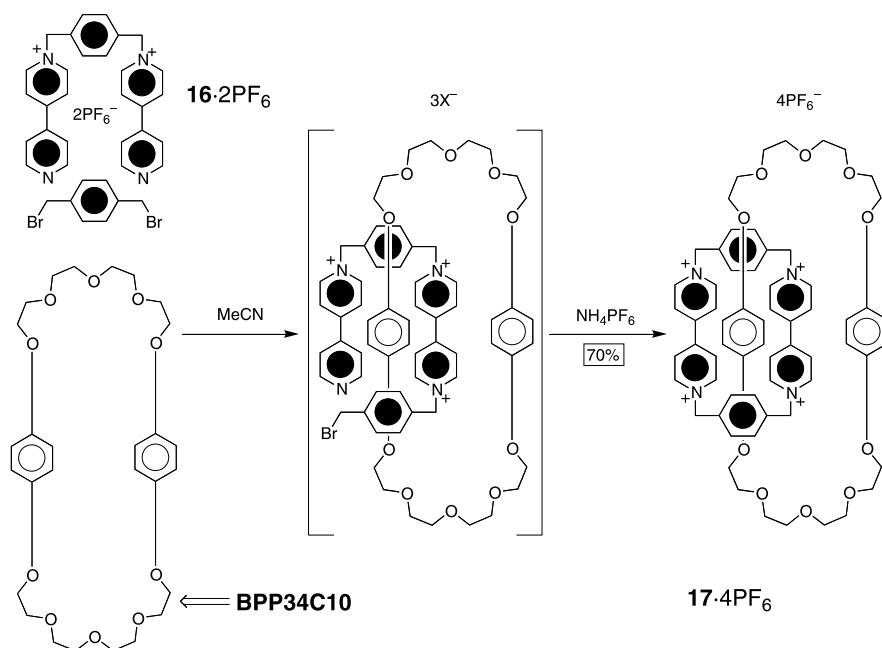 + +
N N
16·2PF₆
2PF₆⁻
N N
Br Br
3X⁻
O
O O
O O
+ +
N N
N N
+
Br
O O
O O
O
4PF₆⁻
O
O O
O O
+ +
N N
N N
+ +
O O
O O
O
O
O O
O O
O O
O O
O
MeCN
NH₄PF₆
70%
BPP34C10
17·4PF₆